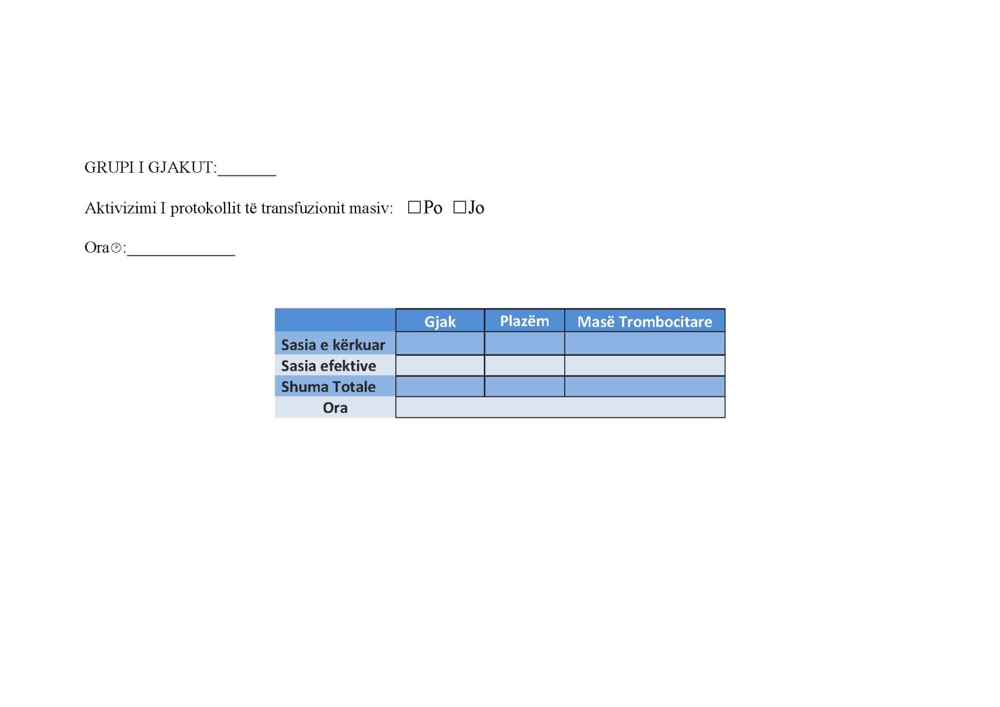 GRUPI I GJAKUT:_______
Aktivizimi I protokollit të transfuzionit masiv: ☐Po ☐Jo
Ora🕑:_____________
Gjak Plazëm Masë Trombocitare
Sasia e kërkuar
Sasia efektive
Shuma Totale
Ora